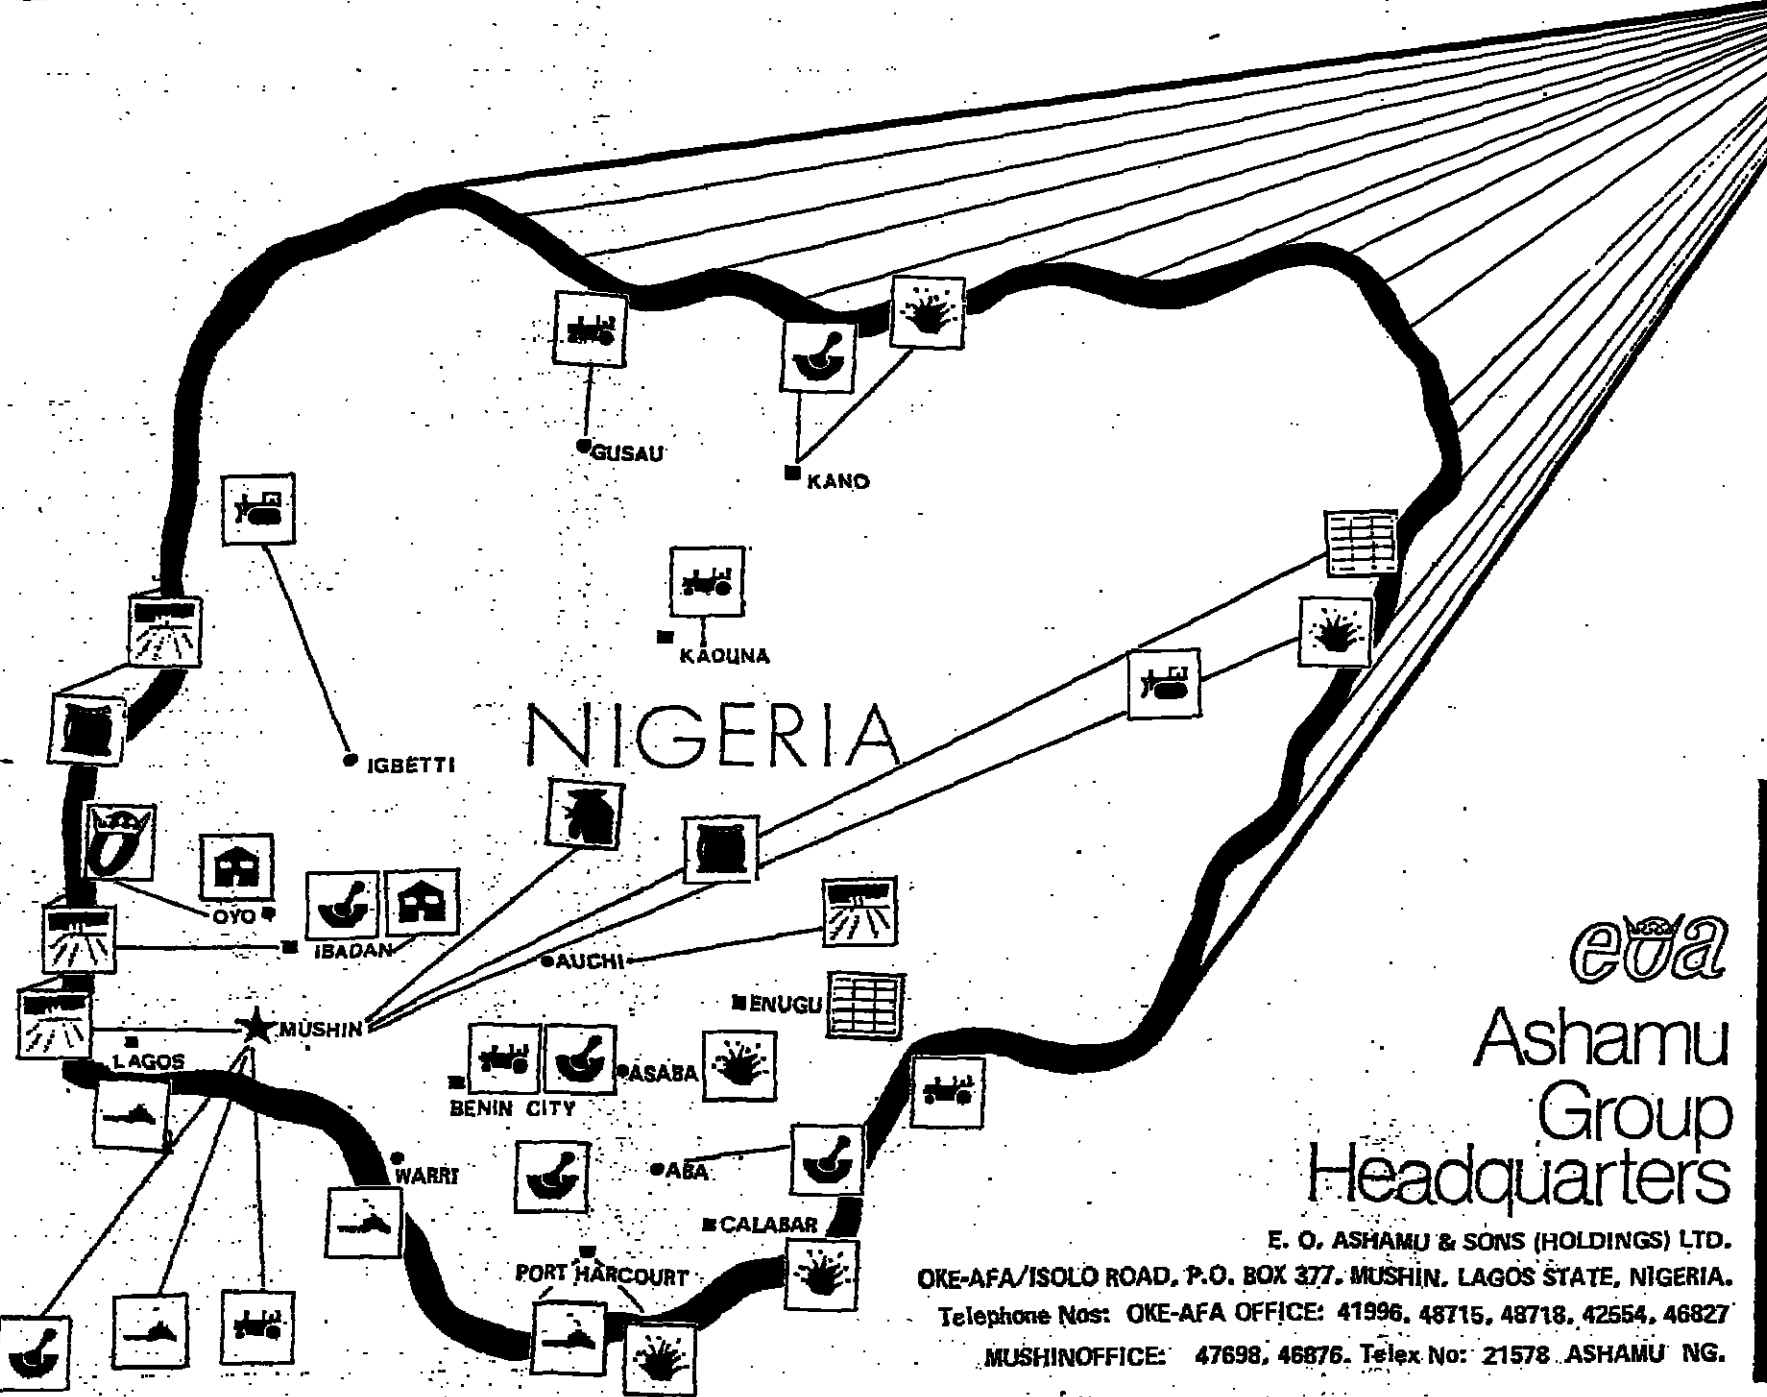 GUSAU
KANO
KADUNA
NIGERIA
IGBETTI
OYO
IBADAN
AUCHI
ENUGU
MUSHIN
LAGOS
ASABA
BENIN CITY
WARRI
ABA
CALABAR
PORT HARCOURT
eoa
Ashamu
Group
Headquarters
E. O. ASHAMU & SONS (HOLDINGS) LTD.
OKE-AFA/ISOLO ROAD, P.O. BOX 377. MUSHIN. LAGOS STATE, NIGERIA.
Telephone Nos: OKE-AFA OFFICE: 41996, 48715, 48718, 42554, 46827
MUSHINOFFICE: 47698, 46876. Telex No: 21578 ASHAMU NG.